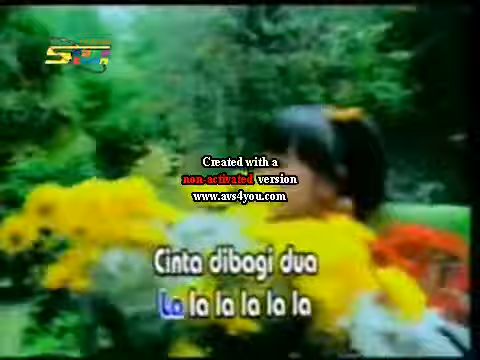 Created with a
non-activated version
www.avs4you.com
Cinta dibagi dua
La la la la la la